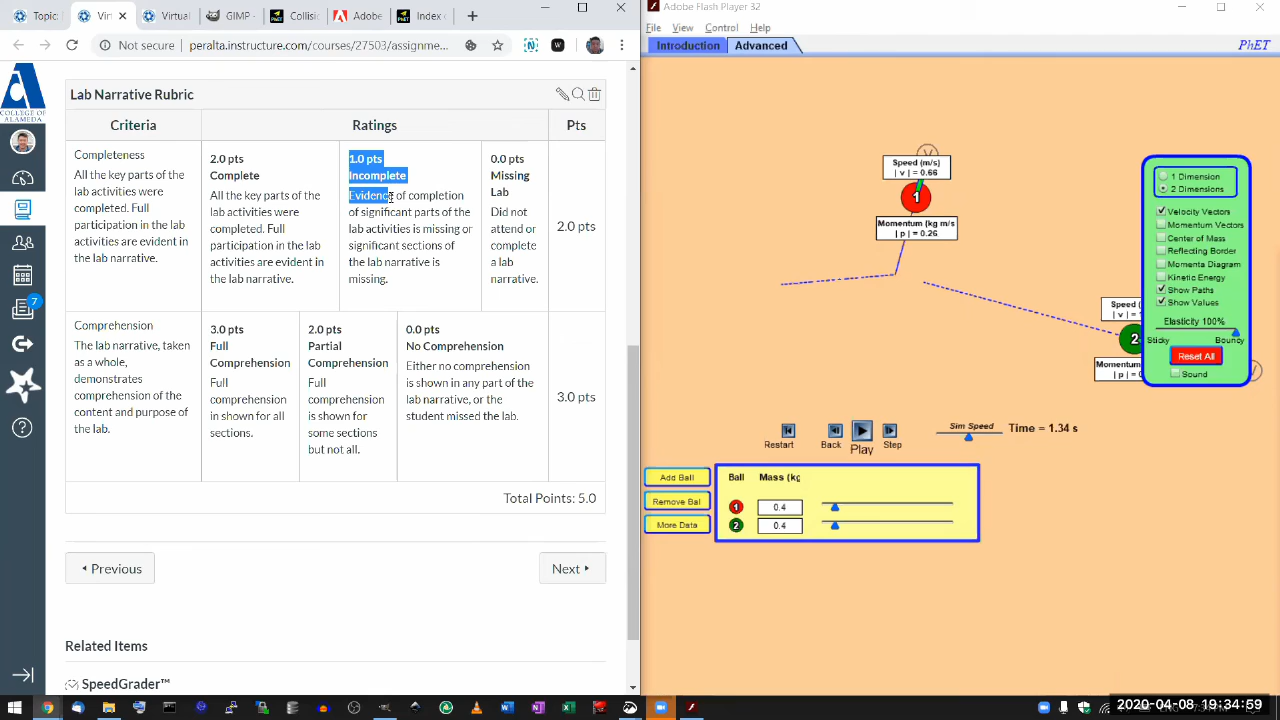 Topic
Virt
Virtual
GIMP -
Collisi
Adobe
Index
Not secure
peralta.instructure.com/courses/27503/assig...
Adobe Flash Player 32
File View Control Help
Introduction Advanced
PhET
COLLEGE OF
ALAMEDA
7
Lab Narrative Rubric
Criteria
Ratings
Pts
Completeness
All the key parts of the
lab activities were
completed. Full
participation in the lab
activities are evident in
the lab narrative.
2.0 pts
Complete
All the key parts of the
lab activities were
completed. Full
participation in the lab
activities are evident in
the lab narrative.
1.0 pts
Incomplete
Evidence of completion
of significant parts of the
lab activities is missing or
significant sections of
the lab narrative is
missing.
0.0 pts
Missing
Lab
Did not
attend or
complete
a lab
narrative.
2.0 pts
Comprehension
The lab narrative, taken
as a whole,
demonstrates
comprehension of the
content and purpose of
the lab.
3.0 pts
Full
Comprehension
Full
comprehension
in shown for all
sections.
2.0 pts
Partial
Comprehension
Full
comprehension
is shown for
some sections
but not all.
0.0 pts
No Comprehension
Either no comprehension
is shown in any part of the
lab narrative, or the
student missed the lab.
3.0 pts
Total Points: 5.0
Previous
Next
Related Items
SpeedGrader™
Speed (m/s)
| v | = 0.66
1
Momentum (kg m/s
| p | = 0.26
Speed (
| v | = 1
2
Momentum
| p | = 0.
1 Dimension
2 Dimensions
Velocity Vectors
Momentum Vectors
Center of Mass
Reflecting Border
Momenta Diagram
Kinetic Energy
Show Paths
Show Values
Elasticity 100%
Sticky Bouncy
Reset All
Sound
Restart
Back
Play
Step
Sim Speed
Time = 1.34 s
Add Ball
Remove Bal
More Data
Ball Mass (kg
1 0.4
2 0.4
2020-04-08 19:34:59